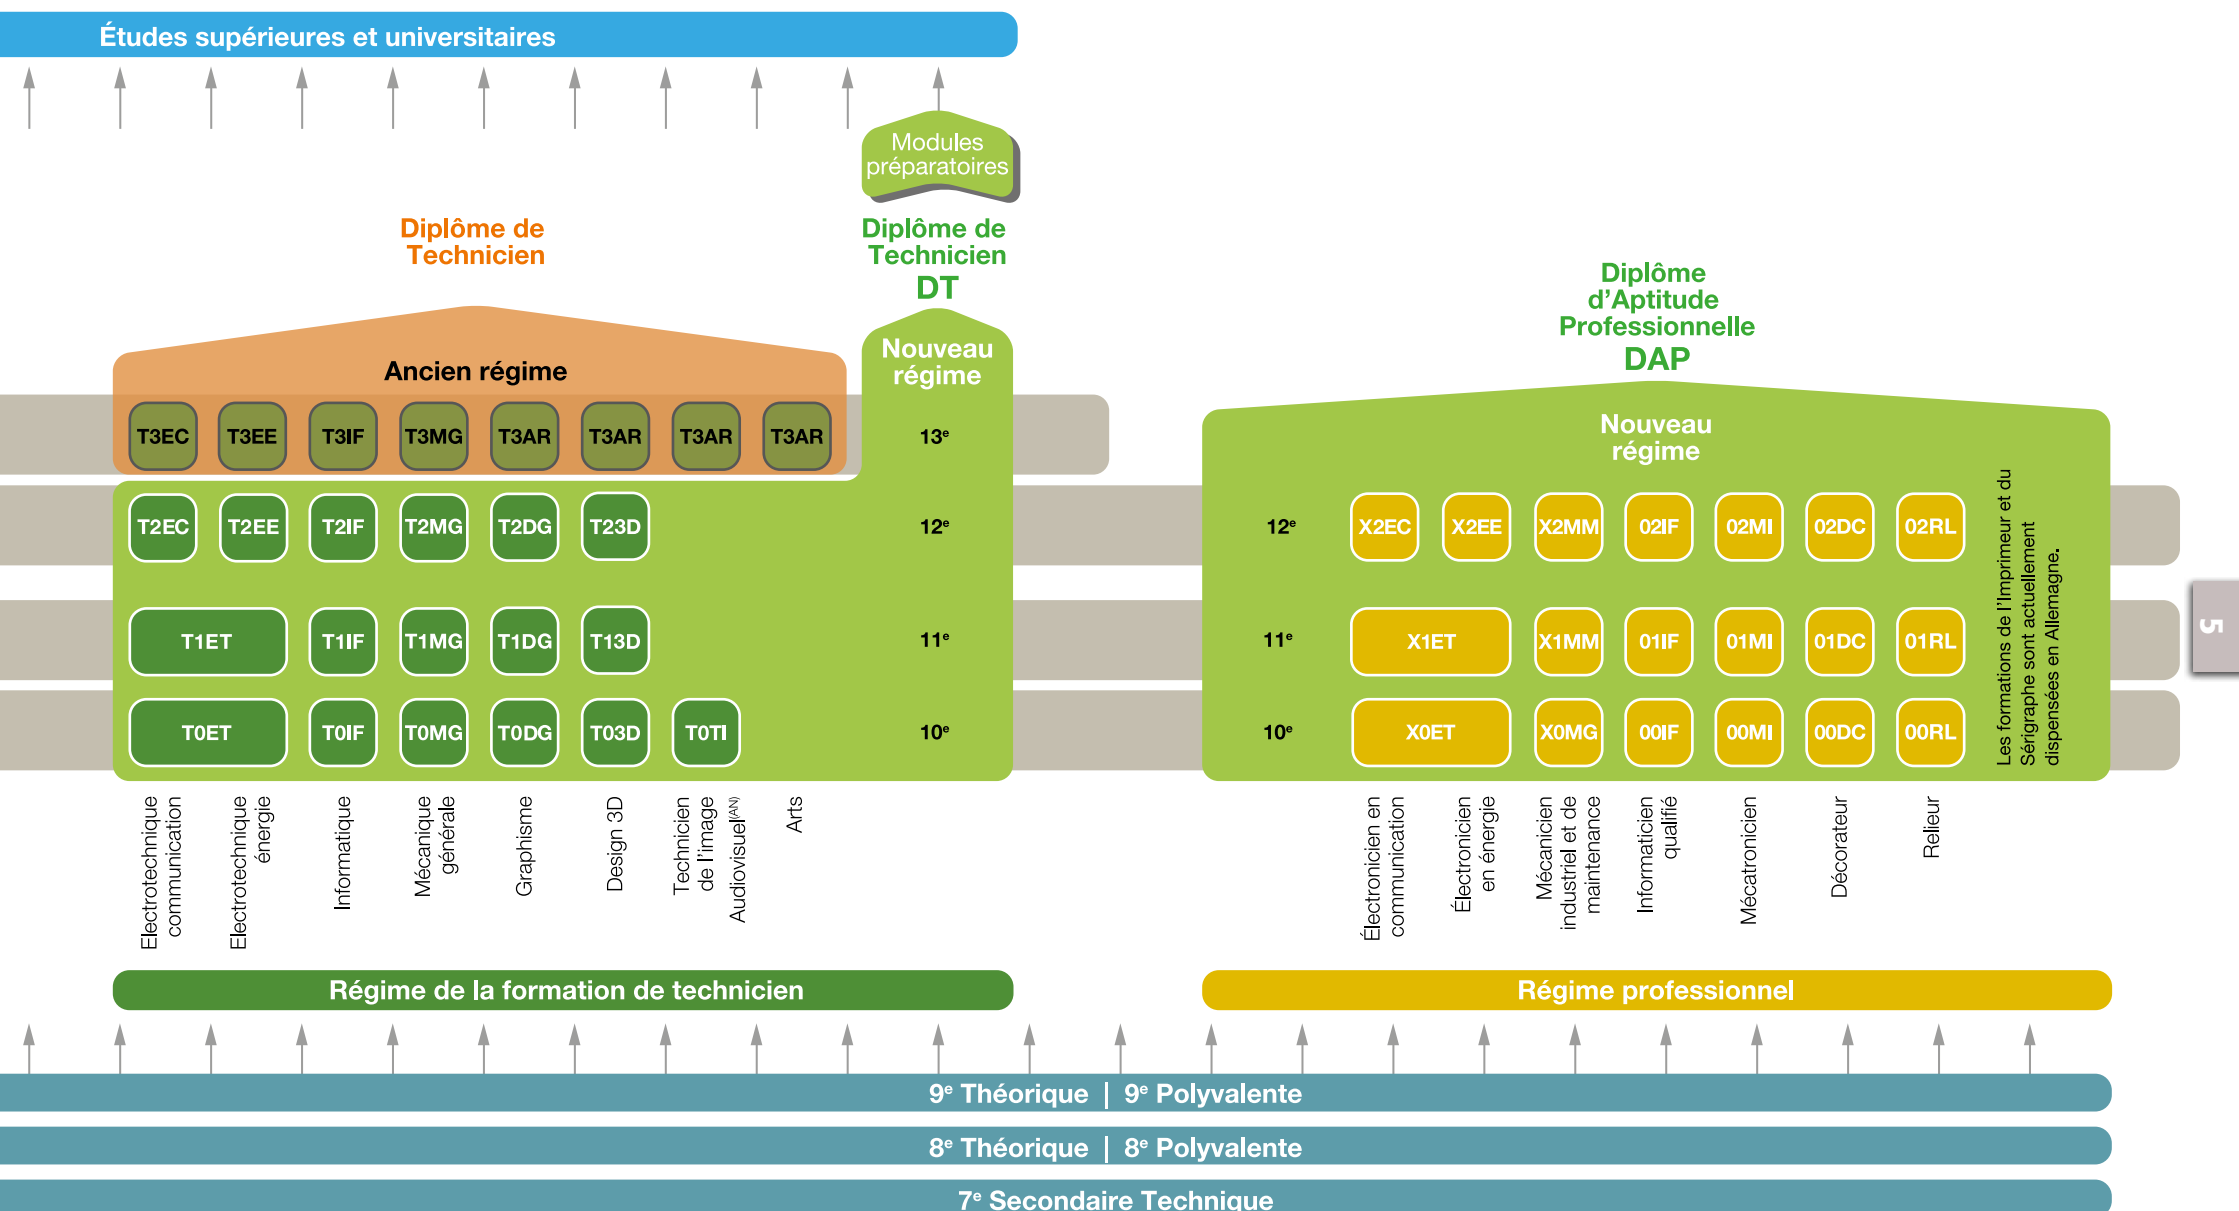 Études supérieures et universitaires
Modules
préparatoires
Diplôme de
Technicien
Diplôme de
Technicien
DT
Diplôme
d'Aptitude
Professionnelle
DAP
Ancien régime
Nouveau
régime
Nouveau
régime
T3EC T3EE T3IF T3MG T3AR T3AR T3AR T3AR 13e
T2EC T2EE T2IF T2MG T2DG T23D 12e
T1ET T1IF T1MG T1DG T13D 11e
T0ET T0IF T0MG T0DG T03D T0TI 10e
12e X2EC X2EE X2MM 02IF 02MI 02DC 02RL
11e X1ET X1MM 01IF 01MI 01DC 01RL
10e X0ET X0MG 00IF 00MI 00DC 00RL
Les formations de l'Imprimeur et du
Sérigraphe sont actuellement
dispensées en Allemagne.
5
Electrotechnique
communication
Electrotechnique
énergie
Informatique
Mécanique
générale
Graphisme
Design 3D
Technicien
de l'image
Audiovisuel(AN)
Arts
Électronicien en
communication
Électronicien
en énergie
Mécanicien
industriel et de
maintenance
Informaticien
qualifié
Mécatronicien
Décorateur
Relieur
Régime de la formation de technicien
Régime professionnel
9e Théorique | 9e Polyvalente
8e Théorique | 8e Polyvalente
7e Secondaire Technique